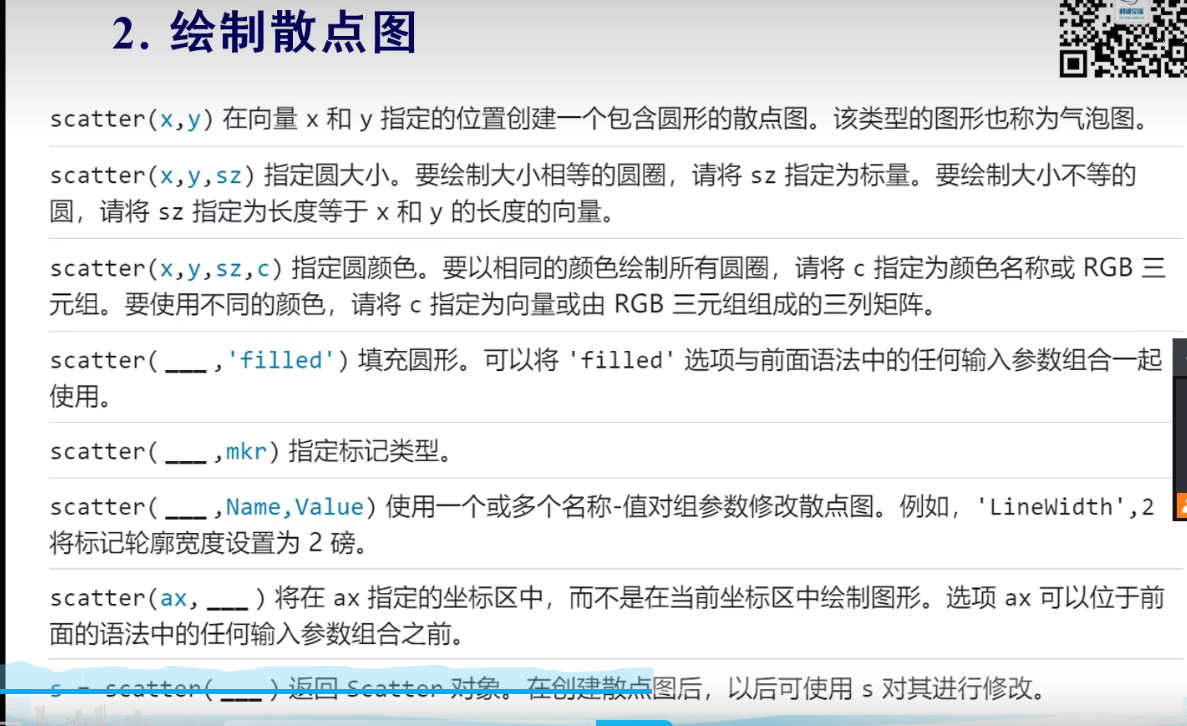 2. 绘制散点图
scatter(x,y) 在向量 x 和 y 指定的位置创建一个包含圆形的散点图。该类型的图形也称为气泡图。
scatter(x,y,sz) 指定圆大小。要绘制大小相等的圆圈，请将 sz 指定为标量。要绘制大小不等的
圆，请将 sz 指定为长度等于 x 和 y 的长度的向量。
scatter(x,y,sz,c) 指定圆颜色。要以相同的颜色绘制所有圆圈，请将 c 指定为颜色名称或 RGB 三
元组。要使用不同的颜色，请将 c 指定为向量或由 RGB 三元组组成的三列矩阵。
scatter( ___ ,'filled') 填充圆形。可以将 'filled' 选项与前面语法中的任何输入参数组合一起
使用。
scatter( ___ ,mkr) 指定标记类型。
scatter( ___ ,Name,Value) 使用一个或多个名称-值对组参数修改散点图。例如，'LineWidth',2
将标记轮廓宽度设置为 2 磅。
scatter(ax, ___ ) 将在 ax 指定的坐标区中，而不是在当前坐标区中绘制图形。选项 ax 可以位于前
面的语法中的任何输入参数组合之前。
s = scatter( ___ ) 返回 Scatter 对象。在创建散点图后，以后可使用 s 对其进行修改。